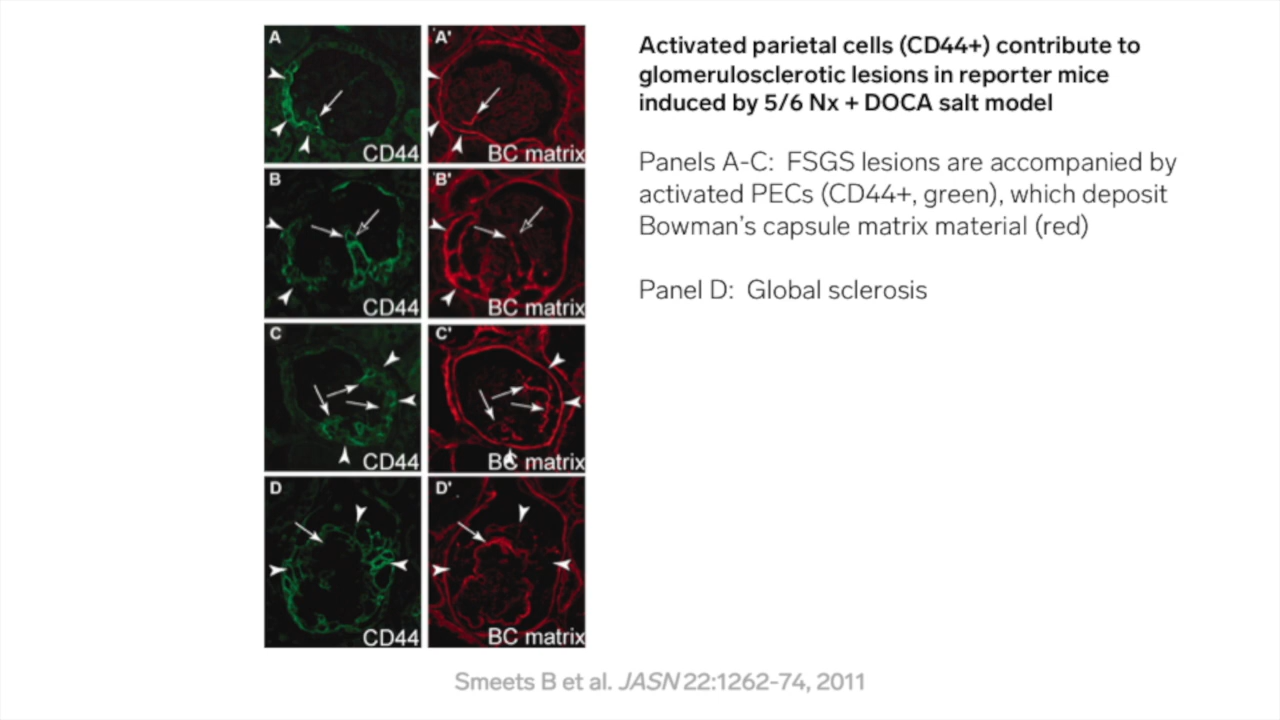 A
CD44
A'
BC matrix
B
CD44
B'
BC matrix
C
CD44
C'
BC matrix
D
CD44
D'
BC matrix
Activated parietal cells (CD44+) contribute to
glomerulosclerotic lesions in reporter mice
induced by 5/6 Nx + DOCA salt model
Panels A-C: FSGS lesions are accompanied by
activated PECs (CD44+, green), which deposit
Bowman's capsule matrix material (red)
Panel D: Global sclerosis
Smeets B et al. JASN 22:1262-74, 2011